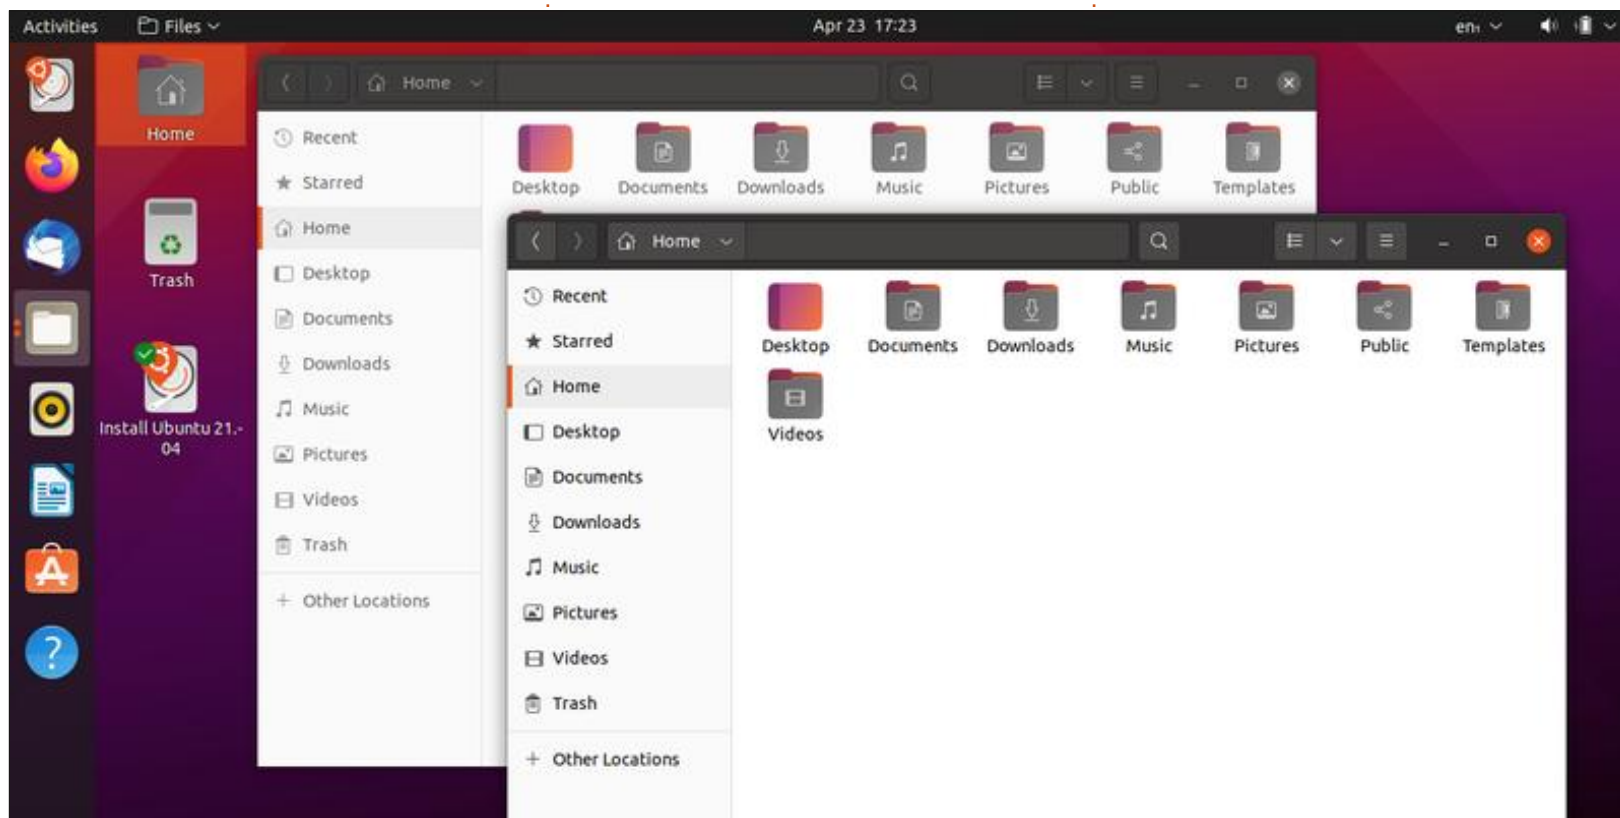 Activities
Files
Apr 23 17:23
en₁
Home
Trash
Install Ubuntu 21.-
04
Home
Recent
Starred
Home
Desktop
Documents
Downloads
Music
Pictures
Videos
Trash
+ Other Locations
Desktop Documents Downloads Music Pictures Public Templates
Home
Recent
Starred
Home
Desktop
Documents
Downloads
Music
Pictures
Videos
Trash
+ Other Locations
Desktop Documents Downloads Music Pictures Public Templates
Videos